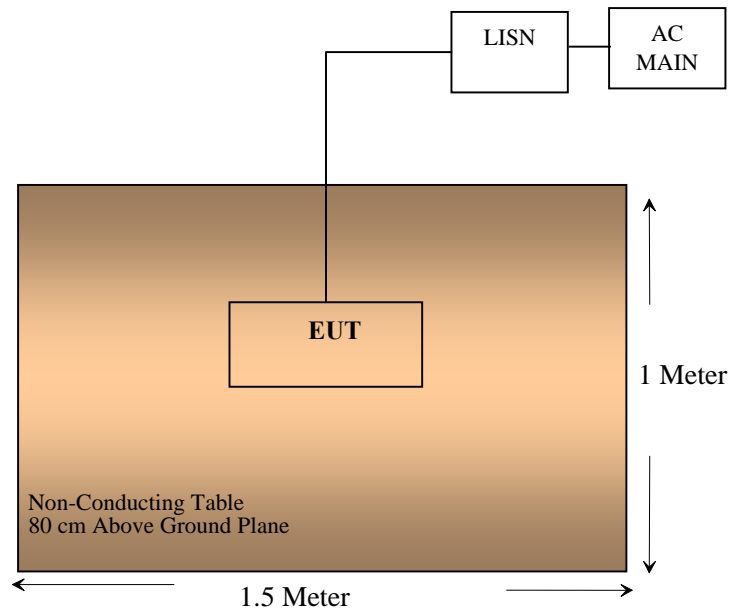 LISN
AC
MAIN
EUT
1 Meter
Non-Conducting Table
80 cm Above Ground Plane
1.5 Meter